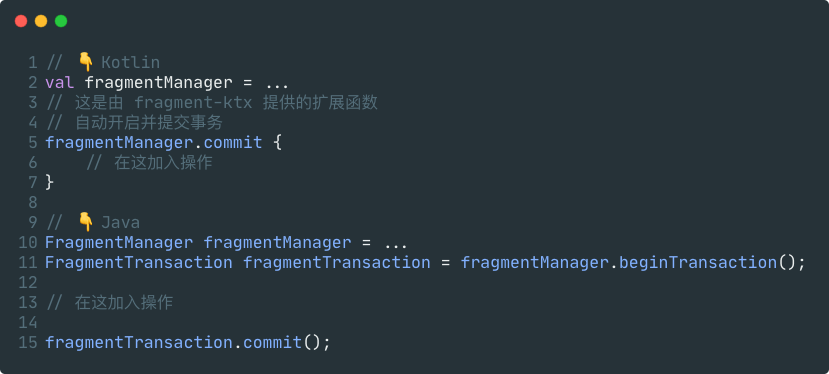 1 // 👇 Kotlin
2 val fragmentManager = ...
3 // 这是由 fragment-ktx 提供的扩展函数
4 // 自动开启并提交事务
5 fragmentManager.commit {
6     // 在这加入操作
7 }
8
9 // 👇 Java
10 FragmentManager fragmentManager = ...
11 FragmentTransaction fragmentTransaction = fragmentManager.beginTransaction();
12
13 // 在这加入操作
14
15 fragmentTransaction.commit();